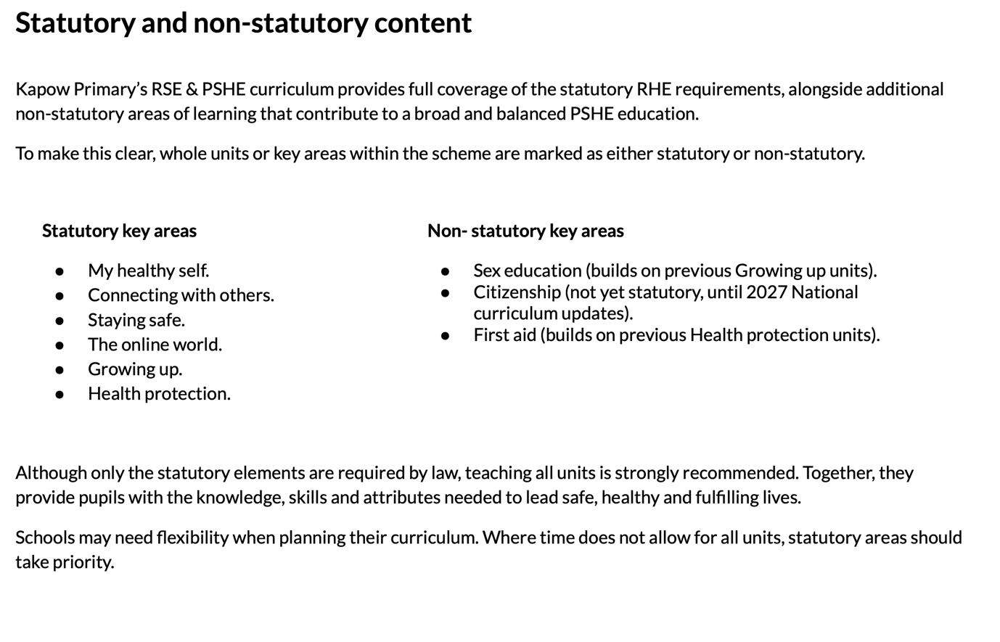 Statutory and non-statutory content
Kapow Primary’s RSE & PSHE curriculum provides full coverage of the statutory RHE requirements, alongside additional
non-statutory areas of learning that contribute to a broad and balanced PSHE education.
To make this clear, whole units or key areas within the scheme are marked as either statutory or non-statutory.
Statutory key areas
● My healthy self.
● Connecting with others.
● Staying safe.
● The online world.
● Growing up.
● Health protection.
Non- statutory key areas
● Sex education (builds on previous Growing up units).
● Citizenship (not yet statutory, until 2027 National
curriculum updates).
● First aid (builds on previous Health protection units).
Although only the statutory elements are required by law, teaching all units is strongly recommended. Together, they
provide pupils with the knowledge, skills and attributes needed to lead safe, healthy and fulfilling lives.
Schools may need flexibility when planning their curriculum. Where time does not allow for all units, statutory areas should
take priority.